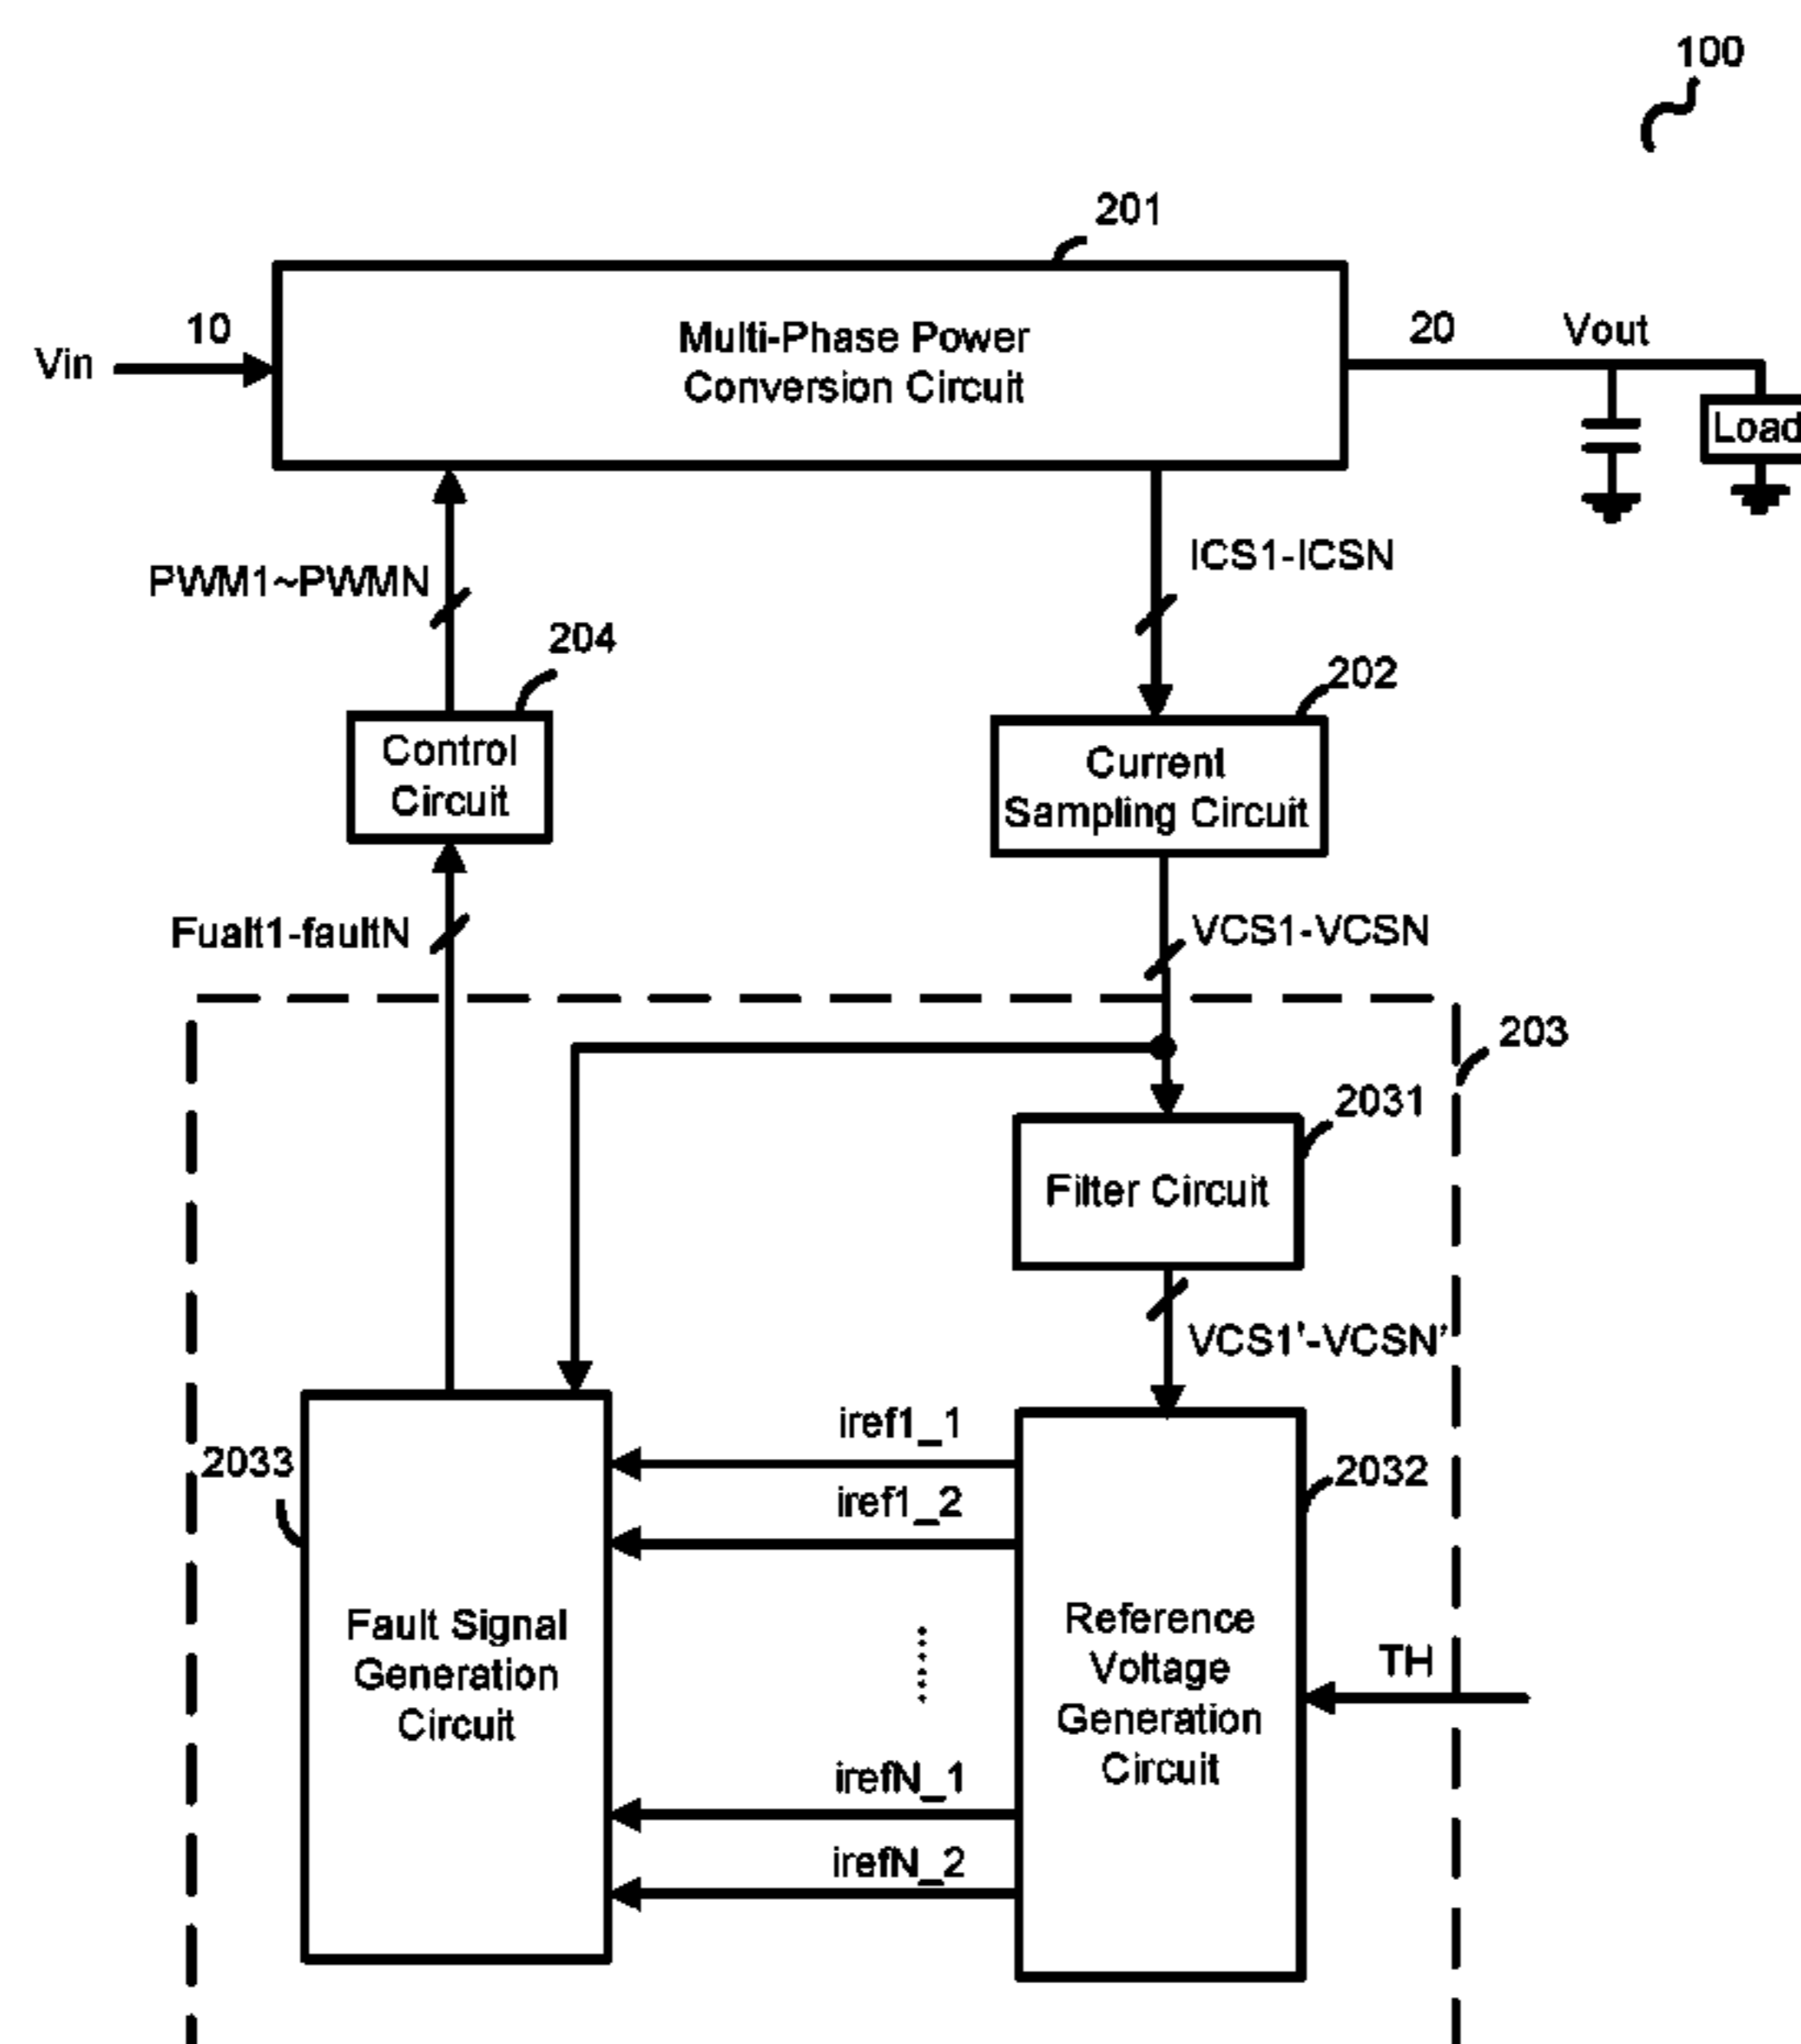 100
201
10
Vin
Multi-Phase Power
Conversion Circuit
20
Vout
Load
ICS1-ICSN
PWM1~PWMN
204
202
Control
Circuit
Current
Sampling Circuit
Fualt1-faultN
VCS1-VCSN
203
2031
Filter Circuit
VCS1'-VCSN'
iref1_1
2033
2032
iref1_2
Fault Signal
Generation
Circuit
Reference
Voltage
Generation
Circuit
TH
irefN_1
irefN_2